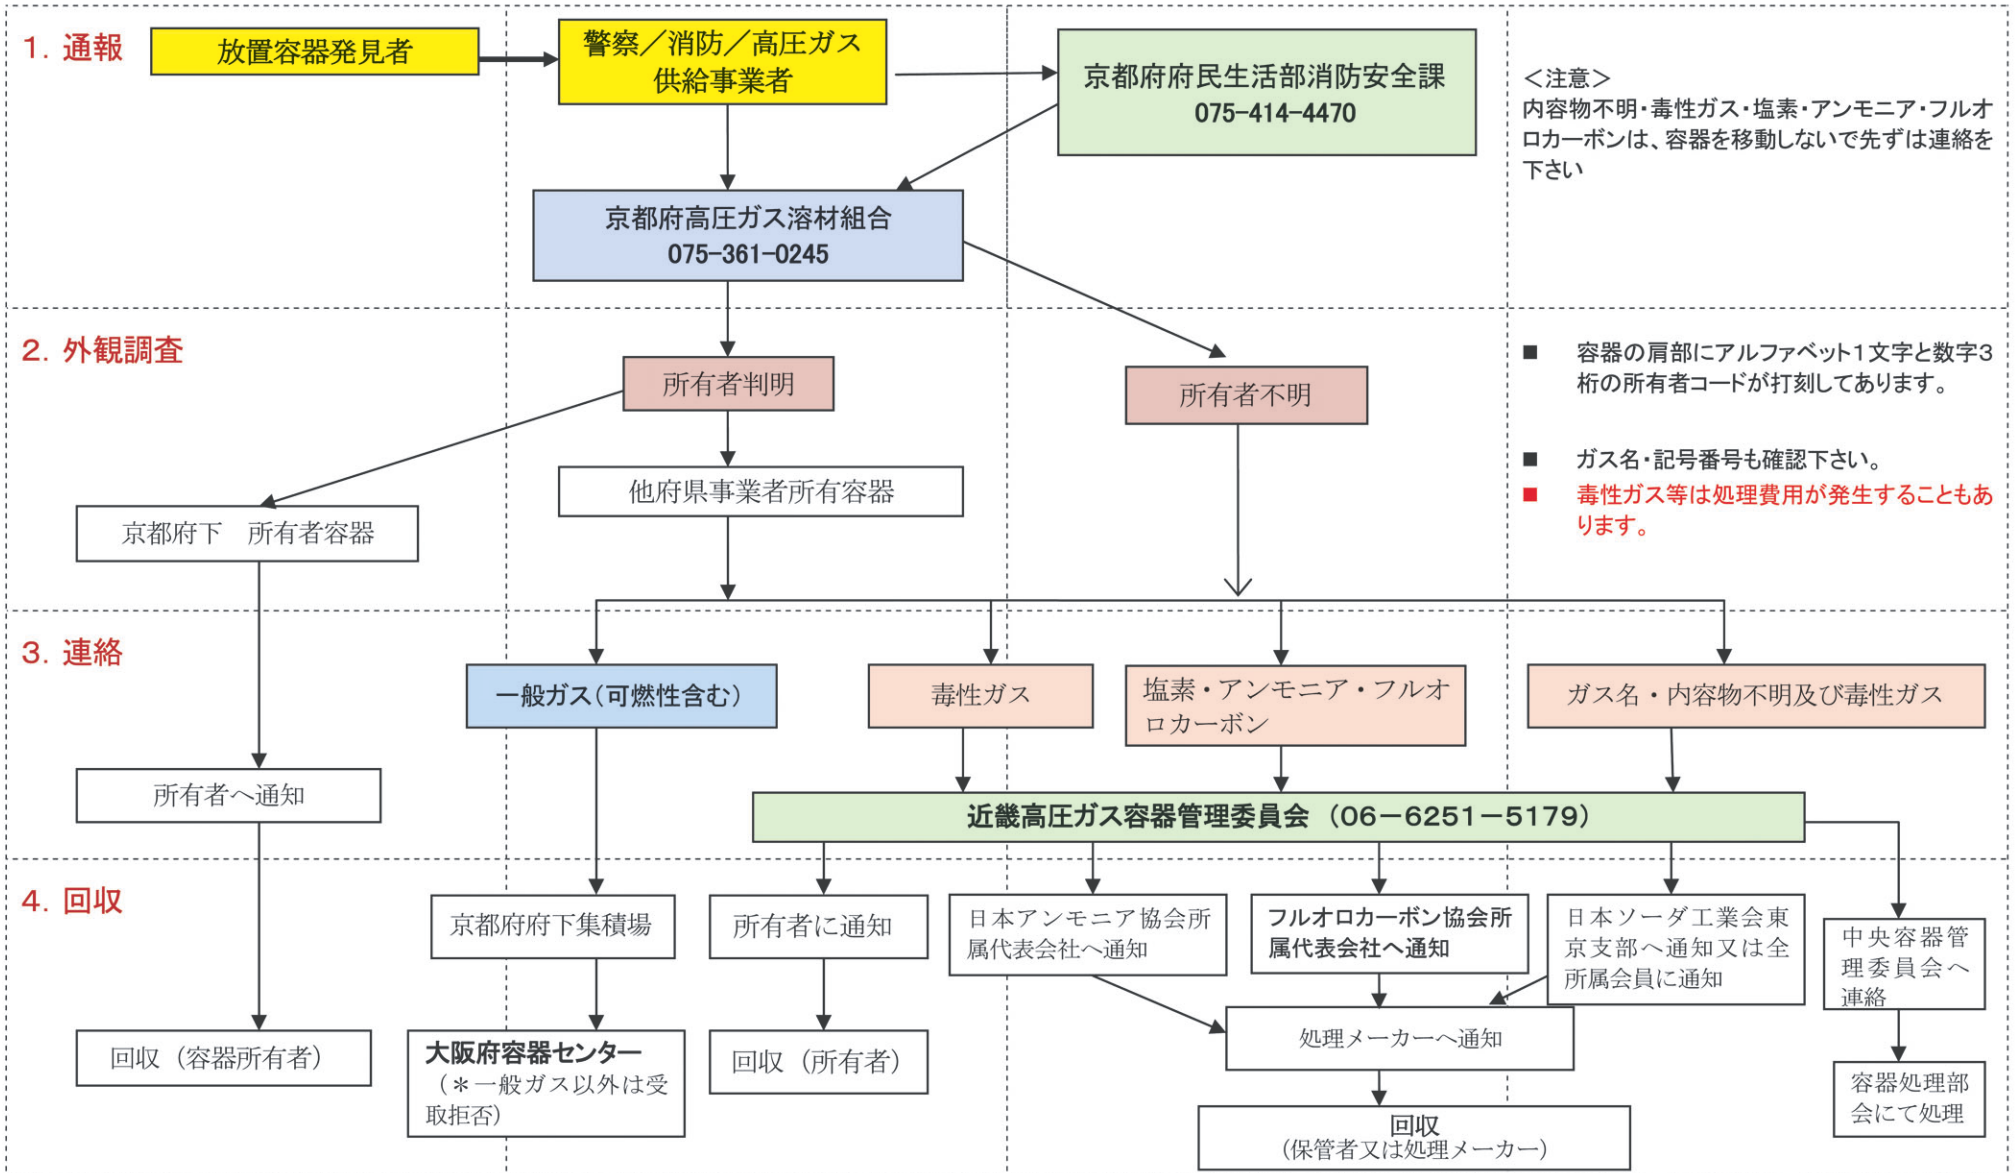 1. 通報
放置容器発見者
警察／消防／高圧ガス
供給事業者
京都府府民生活部消防安全課
075-414-4470
＜注意＞
内容物不明・毒性ガス・塩素・アンモニア・フルオ
ロカーボンは、容器を移動しないで先ずは連絡を
下さい
京都府高圧ガス溶材組合
075-361-0245
2. 外観調査
所有者判明
所有者不明
■ 容器の肩部にアルファベット１文字と数字３
桁の所有者コードが打刻してあります。
■ ガス名・記号番号も確認下さい。
■ 毒性ガス等は処理費用が発生することもあ
ります。
他府県事業者所有容器
京都府下　所有者容器
3. 連絡
一般ガス（可燃性含む）
毒性ガス
塩素・アンモニア・フルオ
ロカーボン
ガス名・内容物不明及び毒性ガス
所有者へ通知
近畿高圧ガス容器管理委員会 （０６－６２５１－５１７９）
4. 回収
京都府府下集積場
所有者に通知
日本アンモニア協会所
属代表会社へ通知
フルオロカーボン協会所
属代表会社へ通知
日本ソーダ工業会東
京支部へ通知又は全
所属会員に通知
中央容器管
理委員会へ
連絡
回収（容器所有者）
大阪府容器センター
（＊一般ガス以外は受
取拒否）
回収（所有者）
処理メーカーへ通知
容器処理部
会にて処理
回収
（保管者又は処理メーカー）